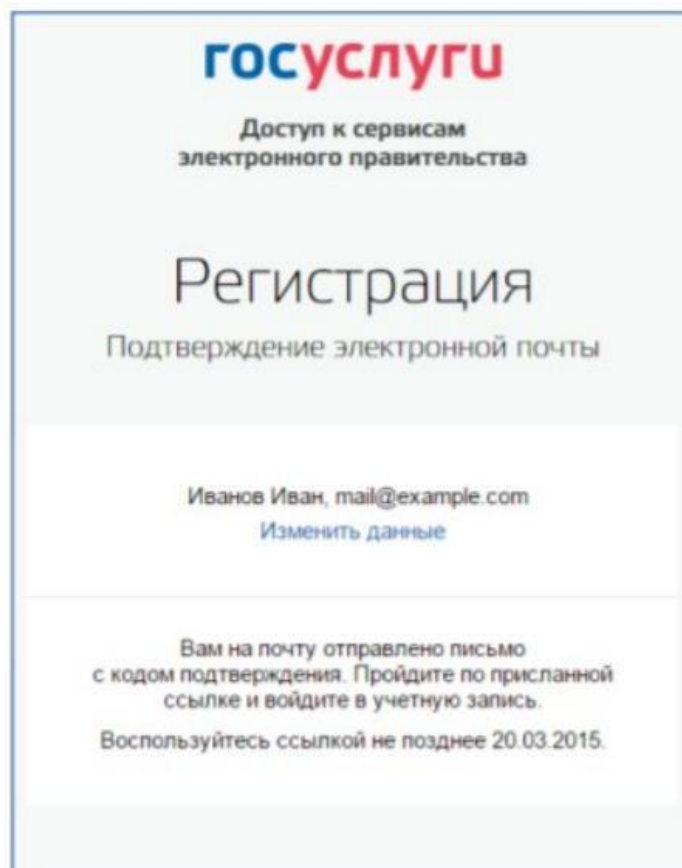 госуслуги
Доступ к сервисам
электронного правительства
Регистрация
Подтверждение электронной почты
Иванов Иван, mail@example.com
Изменить данные
Вам на почту отправлено письмо
с кодом подтверждения. Пройдите по присланной
ссылке и войдите в учетную запись.
Воспользуйтесь ссылкой не позднее 20.03.2015.